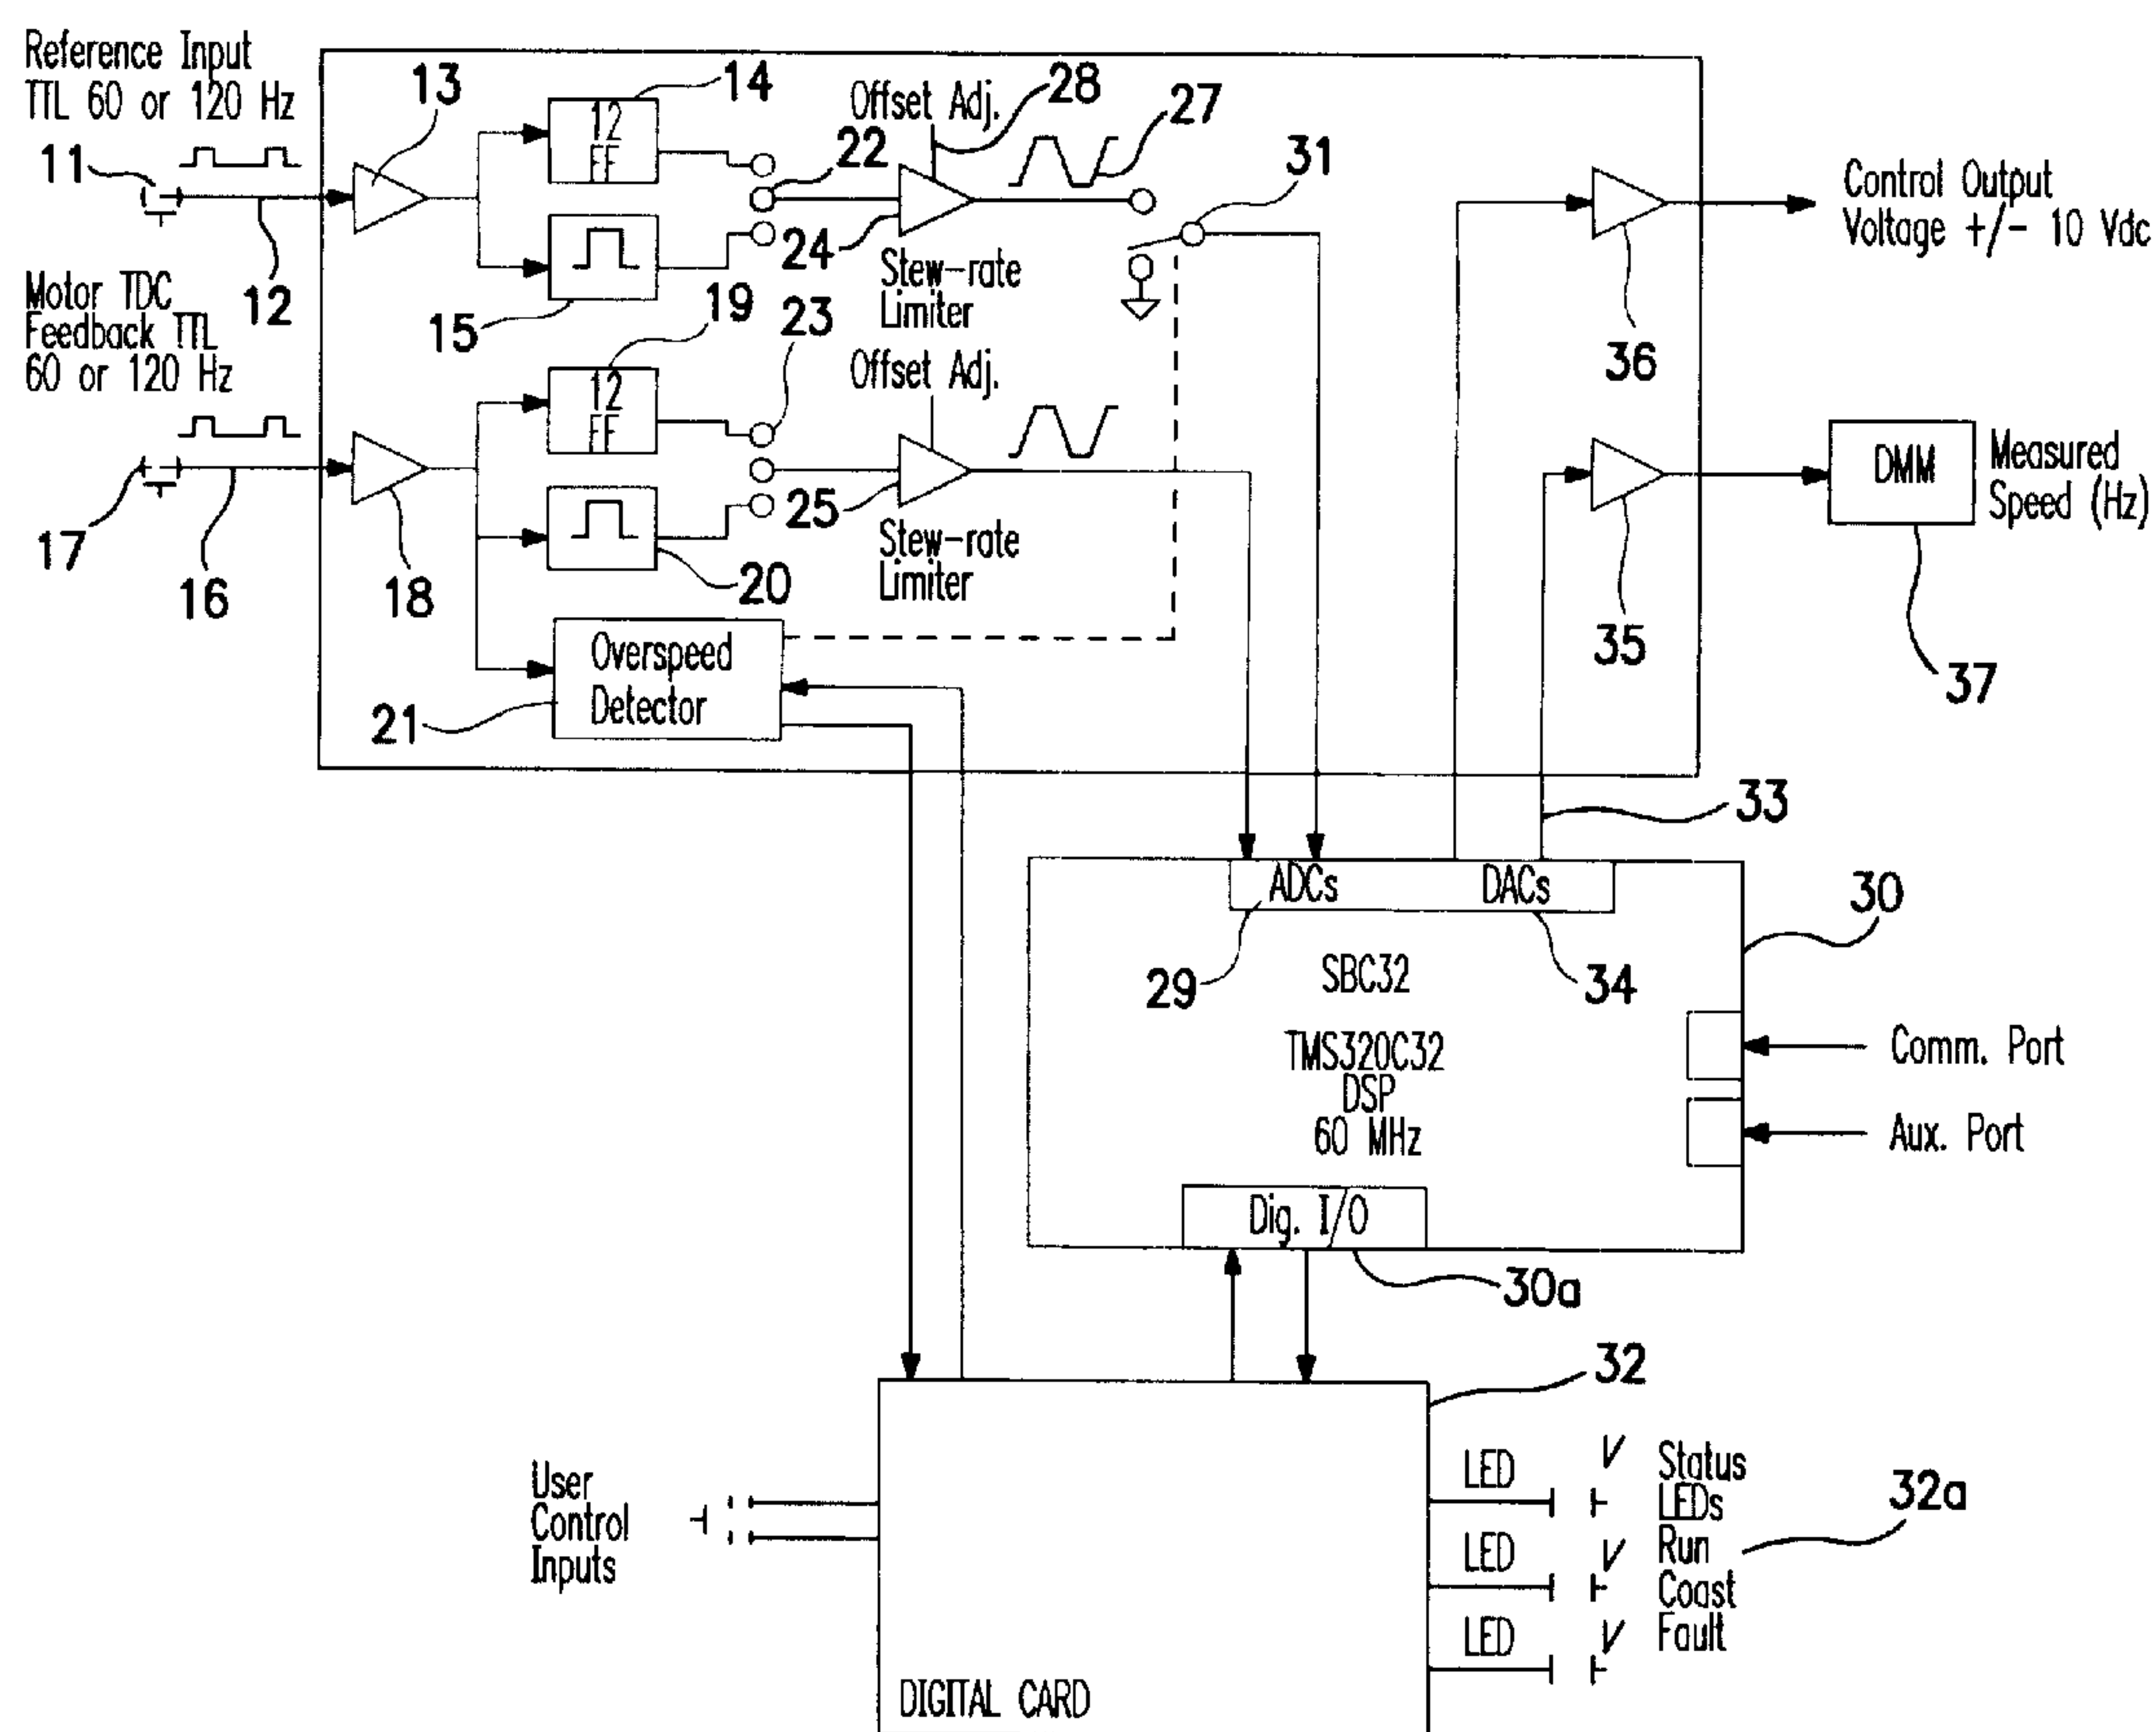 Reference Input
TTL 60 or 120 Hz
11
12
13
12
FF
14
15
Offset Adj.
28
27
22
24
Stew-rate
Limiter
31
Control Output
Voltage +/- 10 Vdc
36
Motor TDC
Feedback TTL
60 or 120 Hz
17
16
18
12
FF
19
20
23
Offset Adj.
25
Stew-rate
Limiter
35
DMM
Measured
Speed (Hz)
37
Overspeed
Detector
21
33
ADCs
DACs
29
34
30
SBC32
TMS320C32
DSP
60 MHz
Comm. Port
Aux. Port
Dig. I/O
30a
32
User
Control
Inputs
LED
LED
LED
Status
LEDs
Run
Coast
Fault
32a
DIGITAL CARD